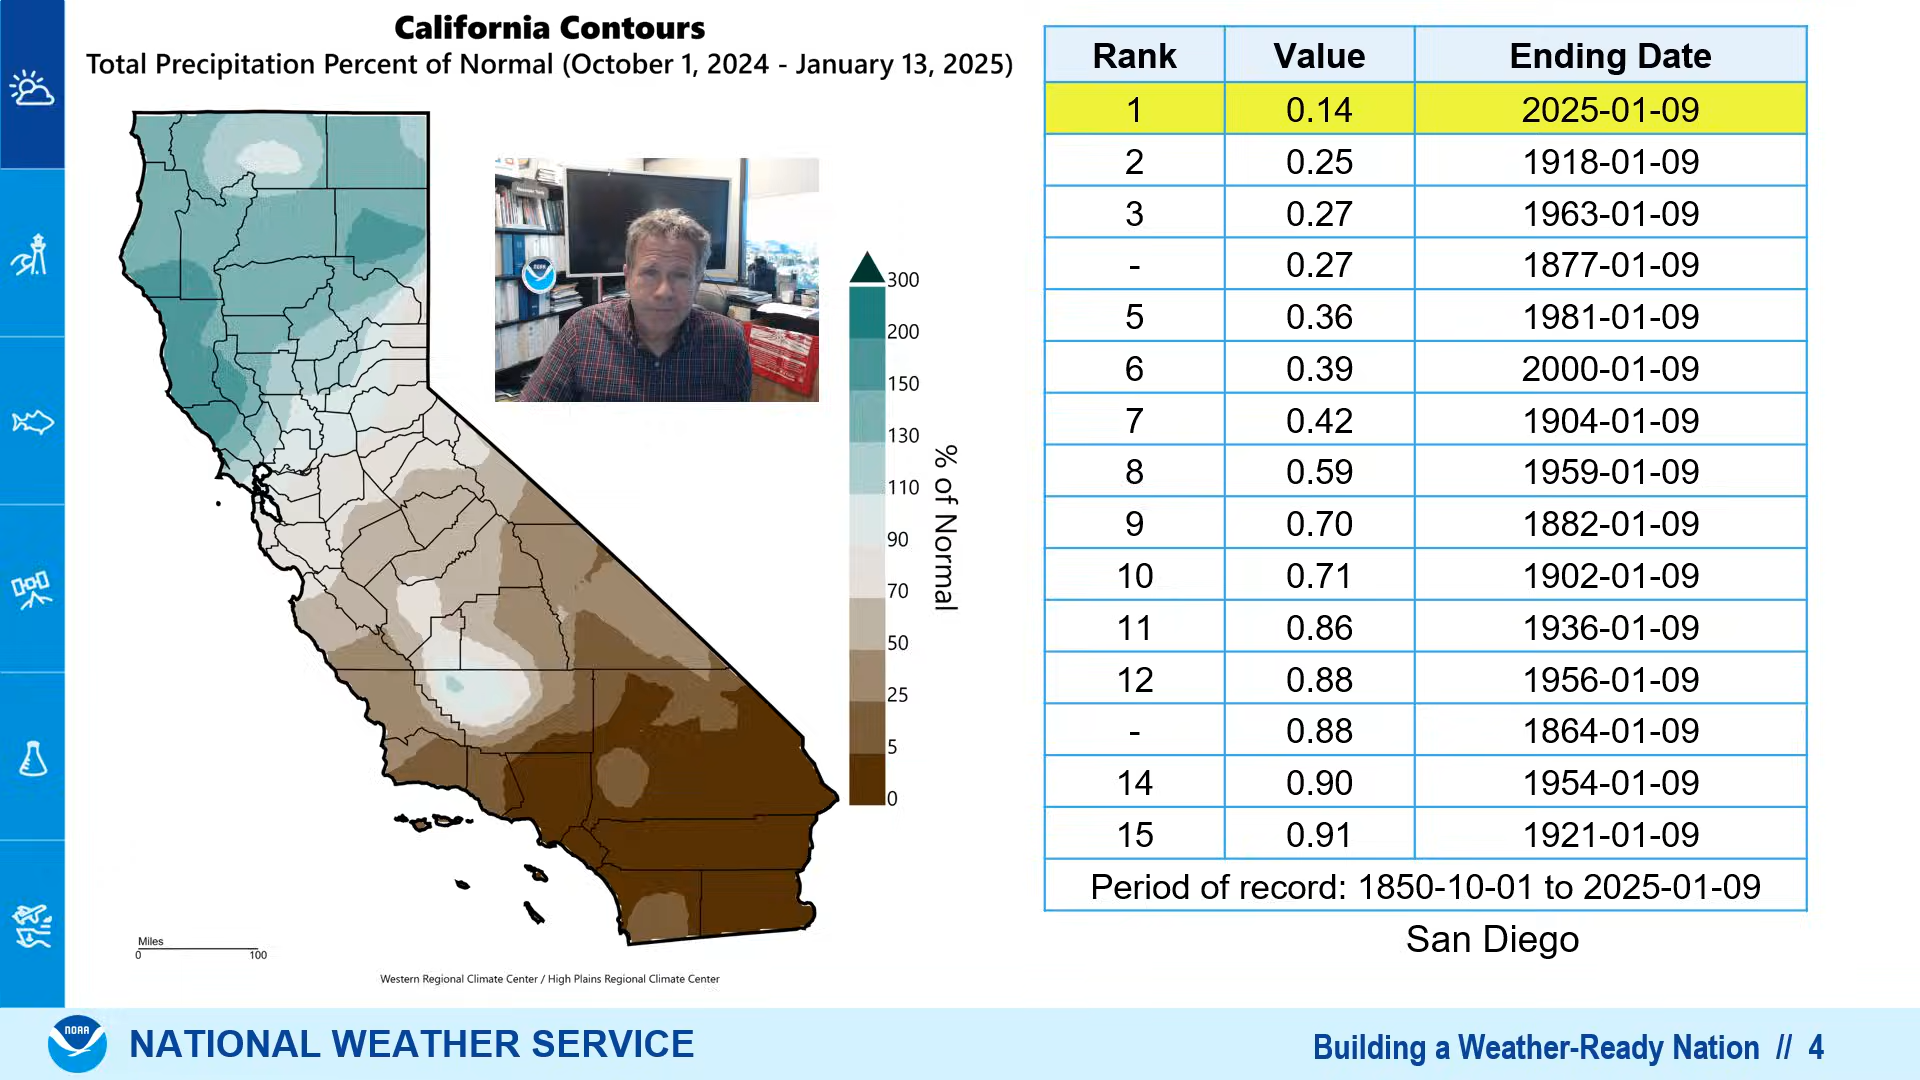 California Contours
Total Precipitation Percent of Normal (October 1, 2024 - January 13, 2025)
300
200
150
130
110
90
70
50
25
5
0
% of Normal
Miles
0 100
Western Regional Climate Center / High Plains Regional Climate Center
Rank Value Ending Date
1 0.14 2025-01-09
2 0.25 1918-01-09
3 0.27 1963-01-09
- 0.27 1877-01-09
5 0.36 1981-01-09
6 0.39 2000-01-09
7 0.42 1904-01-09
8 0.59 1959-01-09
9 0.70 1882-01-09
10 0.71 1902-01-09
11 0.86 1936-01-09
12 0.88 1956-01-09
- 0.88 1864-01-09
14 0.90 1954-01-09
15 0.91 1921-01-09
Period of record: 1850-10-01 to 2025-01-09
San Diego
NOAA
NATIONAL WEATHER SERVICE
Building a Weather-Ready Nation // 4